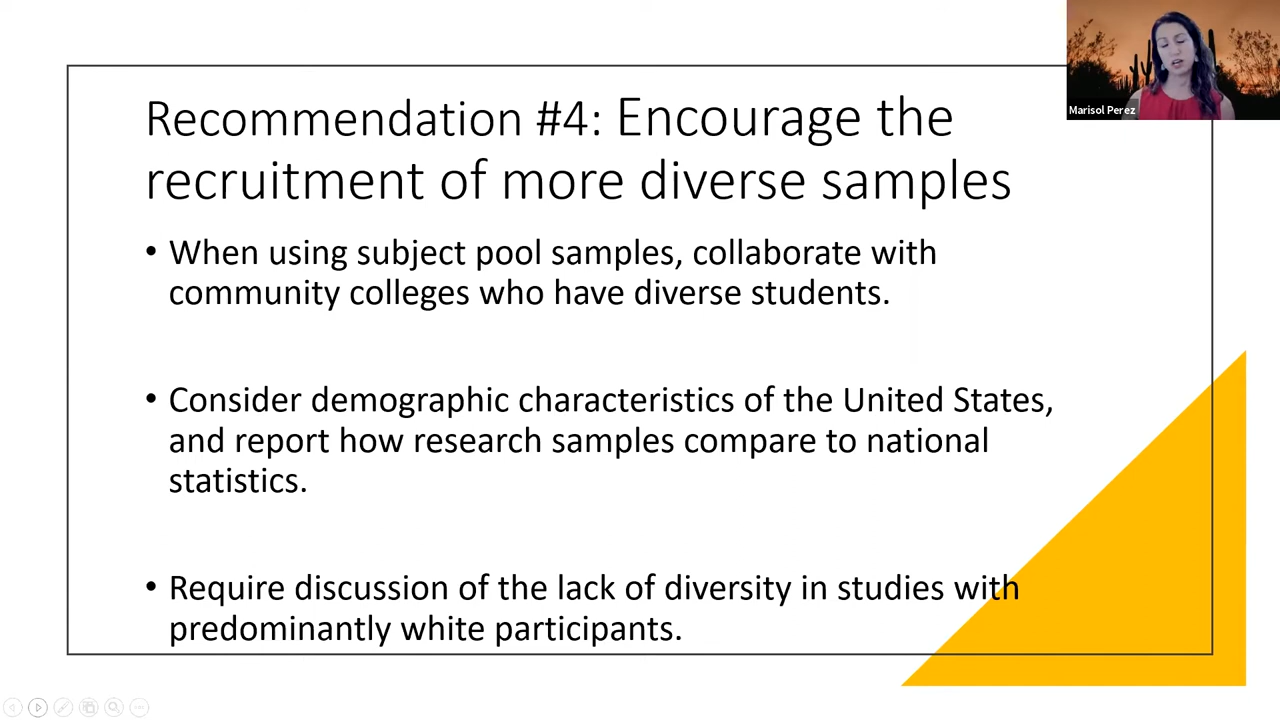 Recommendation #4: Encourage the
recruitment of more diverse samples
• When using subject pool samples, collaborate with
community colleges who have diverse students.
• Consider demographic characteristics of the United States,
and report how research samples compare to national
statistics.
• Require discussion of the lack of diversity in studies with
predominantly white participants.
Marisol Perez